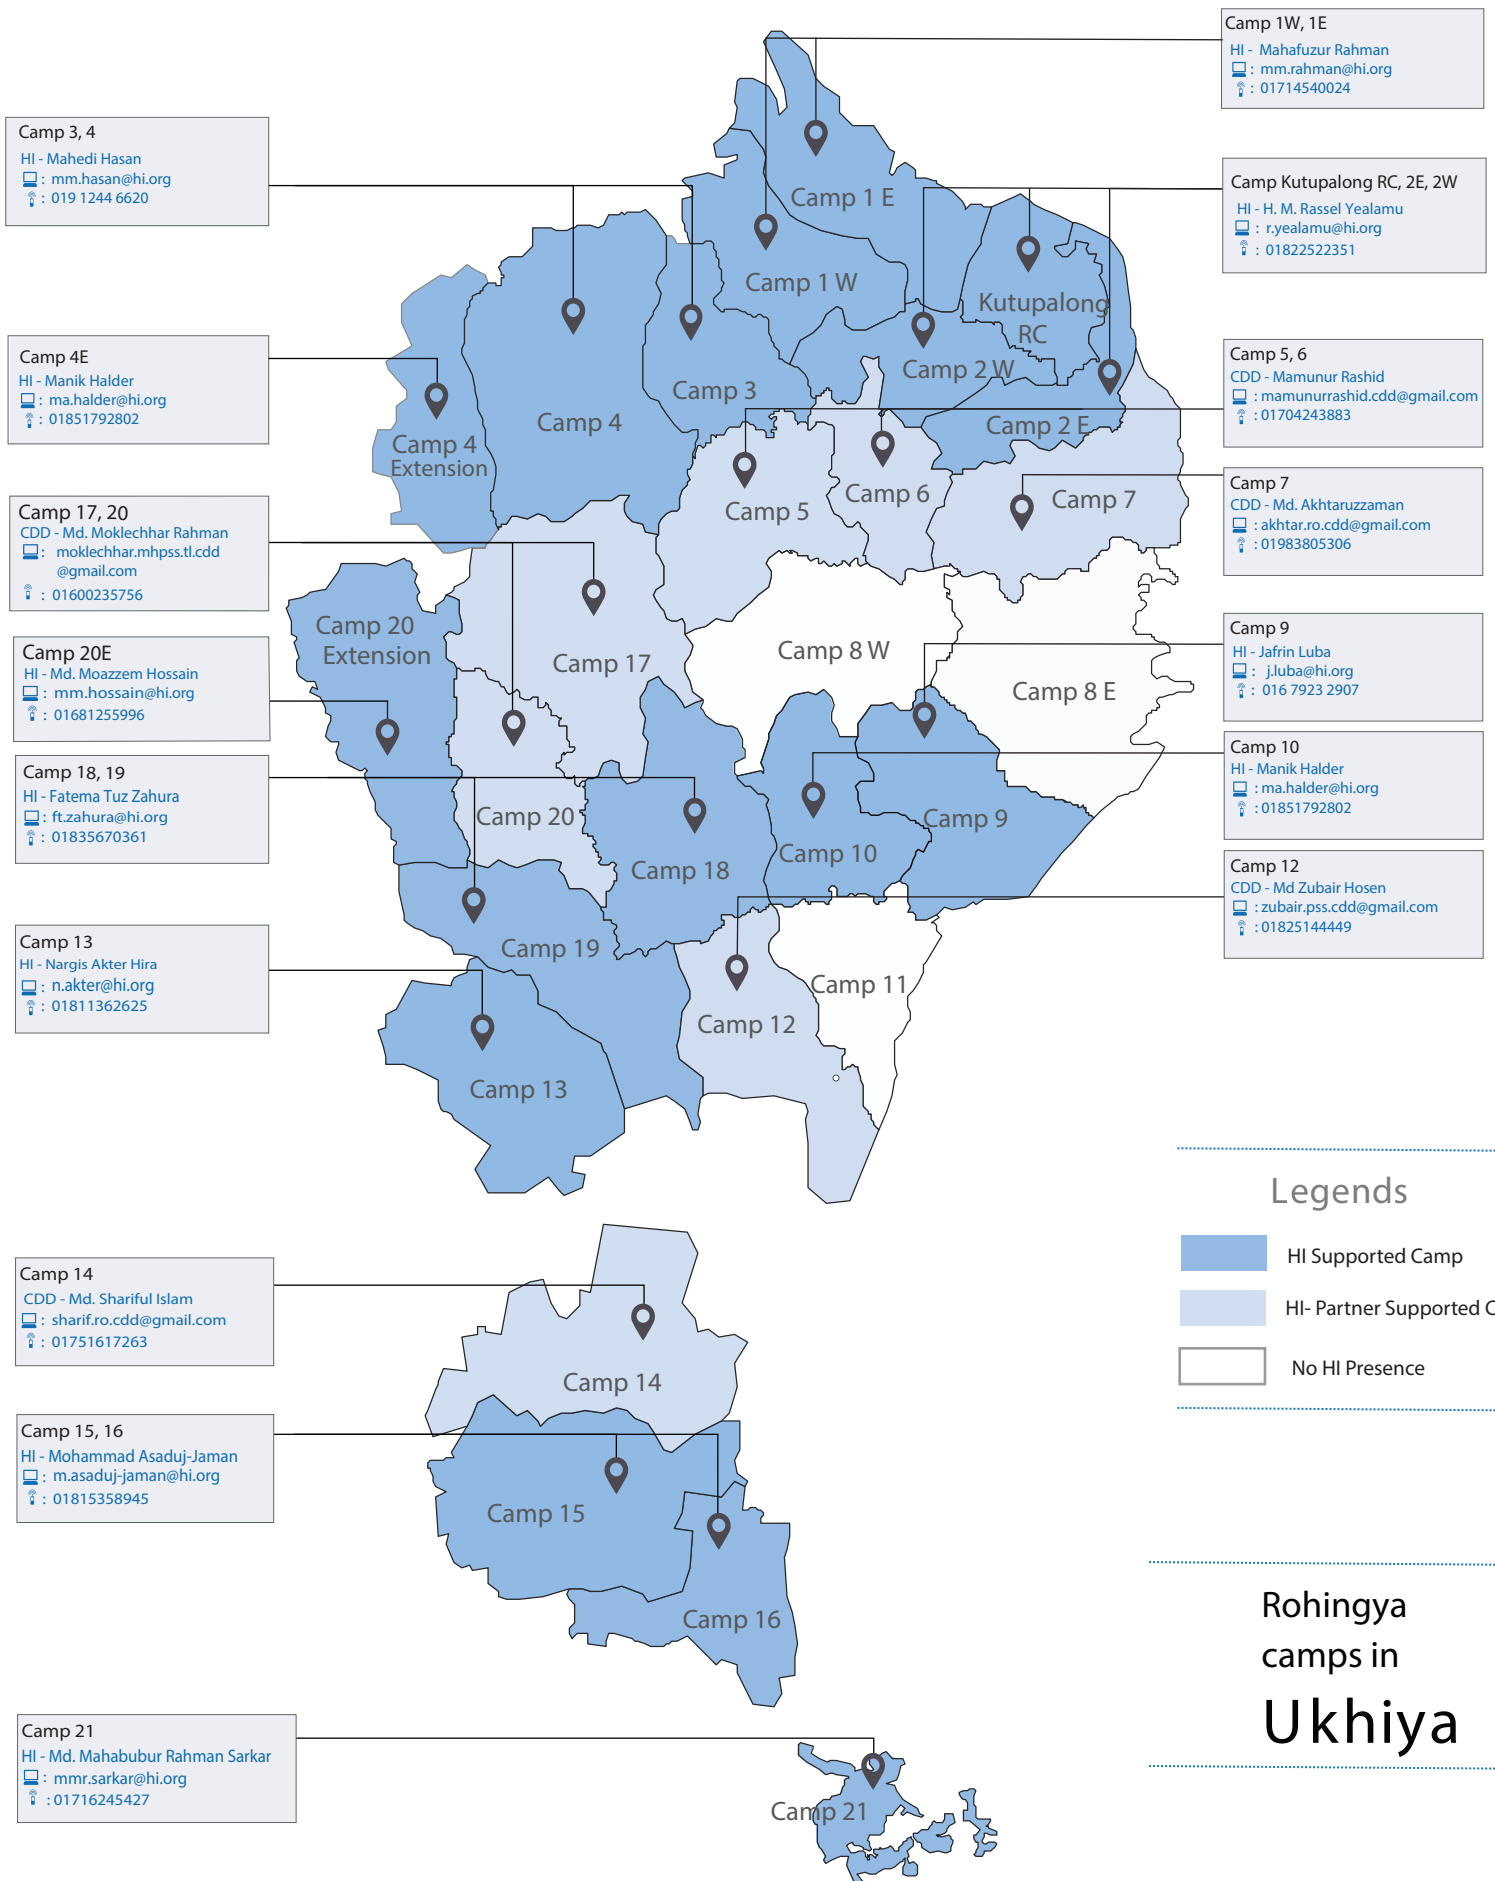 Camp 1W, 1E
HI - Mahafuzur Rahman
: mm.rahman@hi.org
: 01714540024
Camp 3, 4
HI - Mahedi Hasan
: mm.hasan@hi.org
: 019 1244 6620
Camp Kutupalong RC, 2E, 2W
HI - H. M. Rassel Yealamu
: r.yealamu@hi.org
: 01822522351
Camp 4E
HI - Manik Halder
: ma.halder@hi.org
: 01851792802
Camp 5, 6
CDD - Mamunur Rashid
: mamunurrashid.cdd@gmail.com
: 01704243883
Camp 7
CDD - Md. Akhtaruzzaman
: akhtar.ro.cdd@gmail.com
: 01983805306
Camp 17, 20
CDD - Md. Moklechhar Rahman
: moklechhar.mhpss.tl.cdd
@gmail.com
: 01600235756
Camp 20E
HI - Md. Moazzem Hossain
: mm.hossain@hi.org
: 01681255996
Camp 9
HI - Jafrin Luba
: j.luba@hi.org
: 016 7923 2907
Camp 18, 19
HI - Fatema Tuz Zahura
: ft.zahura@hi.org
: 01835670361
Camp 10
HI - Manik Halder
: ma.halder@hi.org
: 01851792802
Camp 12
CDD - Md Zubair Hosen
: zubair.pss.cdd@gmail.com
: 01825144449
Camp 13
HI - Nargis Akter Hira
: n.akter@hi.org
: 01811362625
Camp 14
CDD - Md. Shariful Islam
: sharif.ro.cdd@gmail.com
: 01751617263
Camp 15, 16
HI - Mohammad Asaduj-Jaman
: m.asaduj-jaman@hi.org
: 01815358945
Camp 21
HI - Md. Mahabubur Rahman Sarkar
: mmr.sarkar@hi.org
: 01716245427
Camp 1 E
Camp 1 W
Kutupalong
RC
Camp 2 W
Camp 3
Camp 4
Camp 2 E
Camp 4
Extension
Camp 6
Camp 7
Camp 5
Camp 20
Extension
Camp 17
Camp 8 W
Camp 8 E
Camp 20
Camp 9
Camp 10
Camp 18
Camp 19
Camp 11
Camp 12
Camp 13
Camp 14
Camp 15
Camp 16
Camp 21
Legends
HI Supported Camp
HI- Partner Supported C
No HI Presence
Rohingya
camps in
Ukhiya